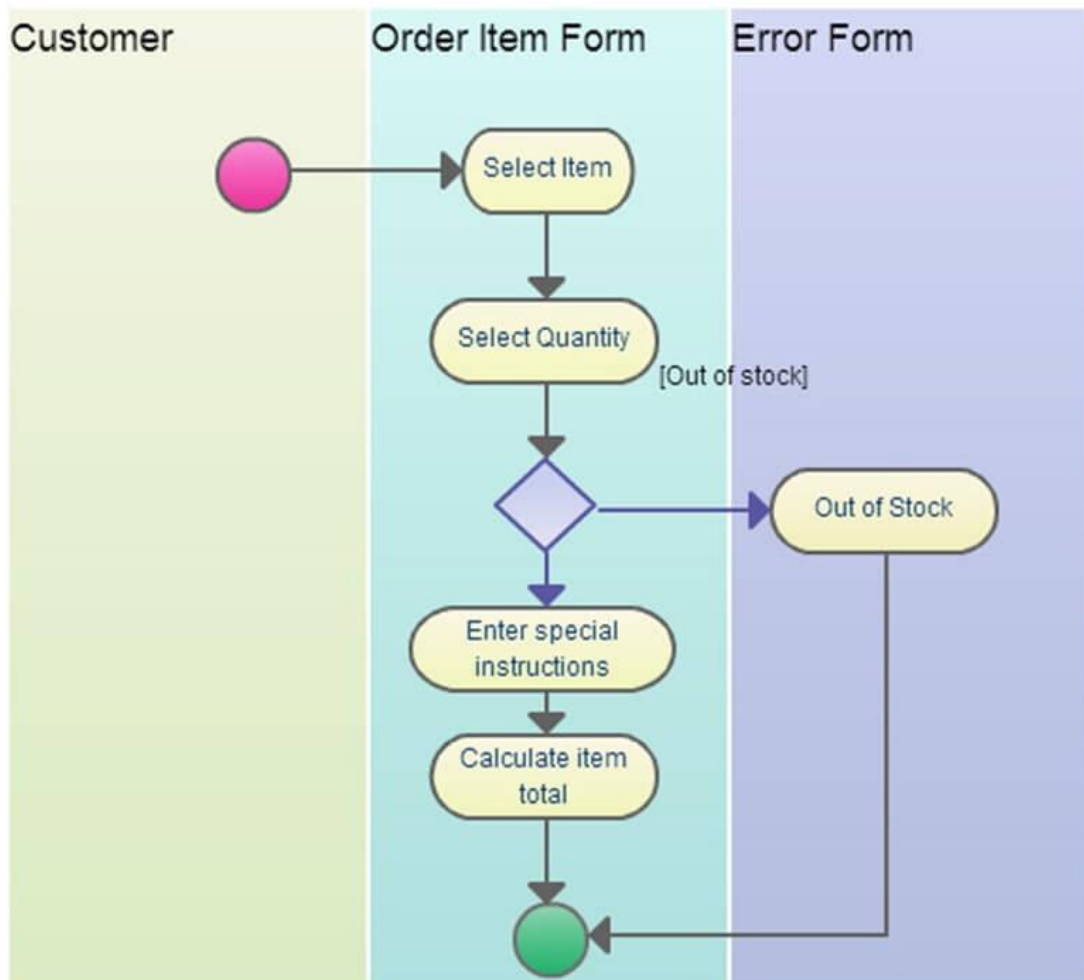 Customer
Order Item Form
Error Form
Select Item
Select Quantity
[Out of stock]
Out of Stock
Enter special
instructions
Calculate item
total